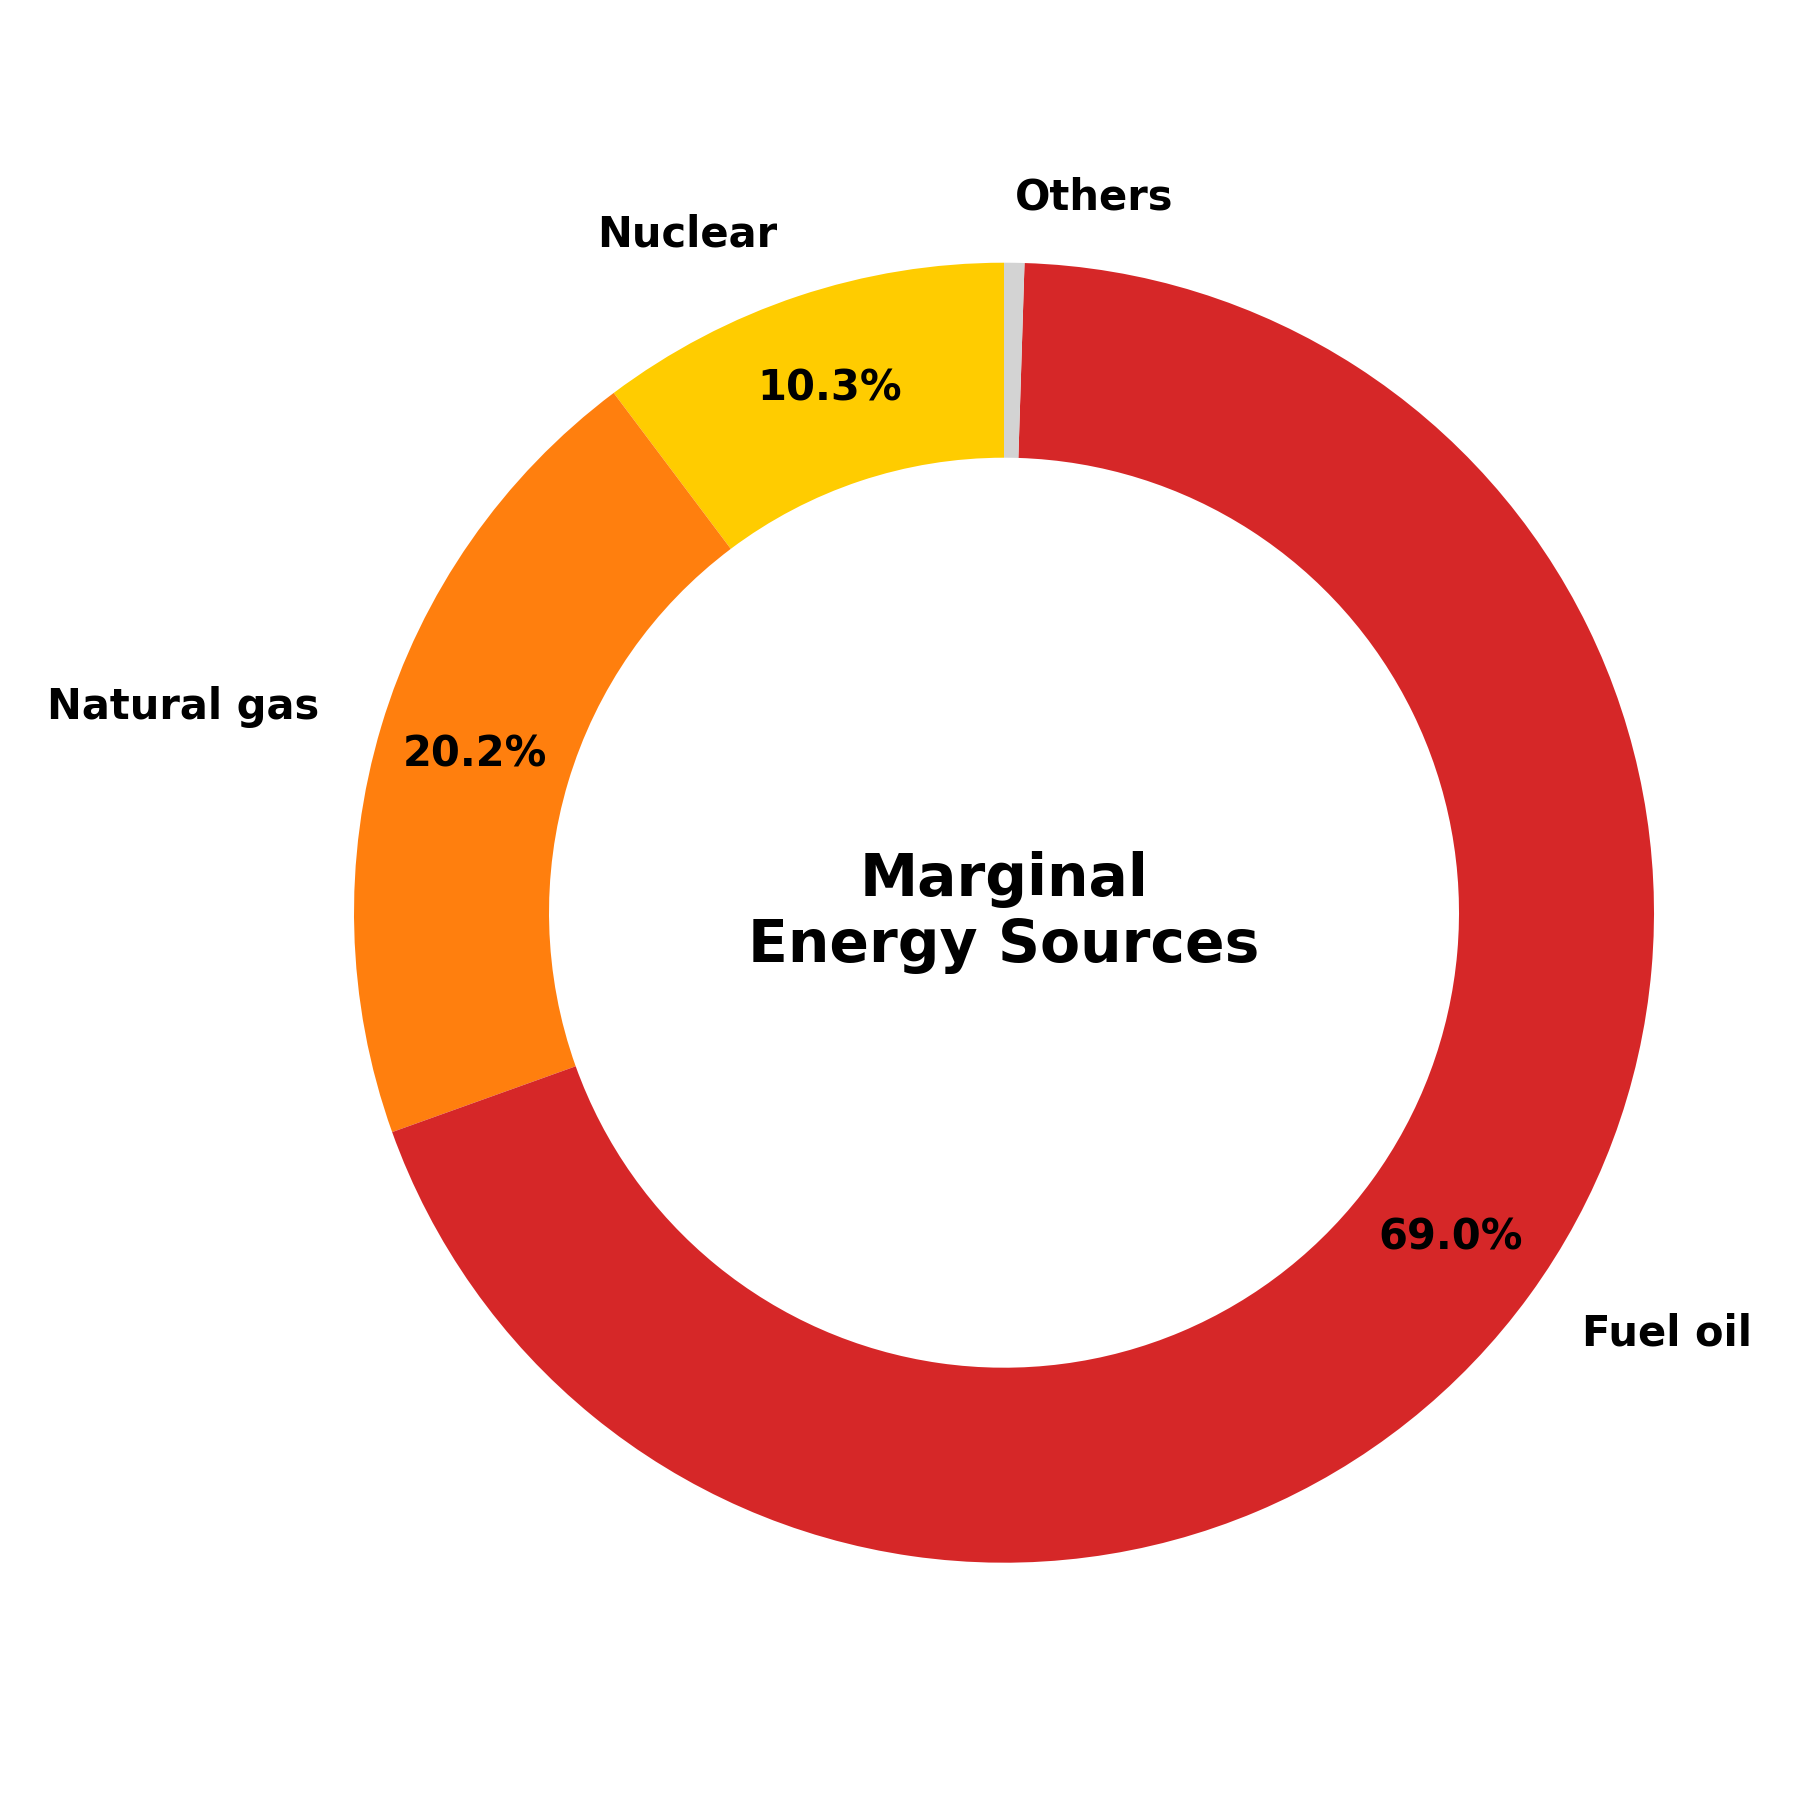 Others
Nuclear
10.3%
Natural gas
20.2%
Marginal
Energy Sources
69.0%
Fuel oil